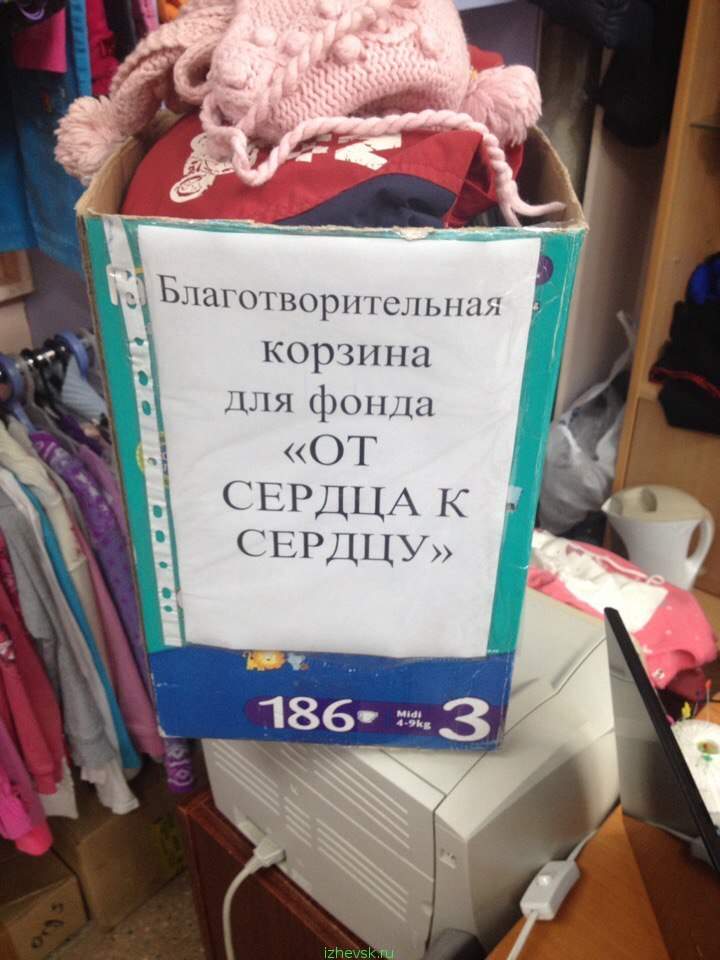 Благотворительная
корзина
для фонда
«ОТ
СЕРДЦА К
СЕРДЦУ»
186 Midi 3
4-9kg
izhevsk.ru